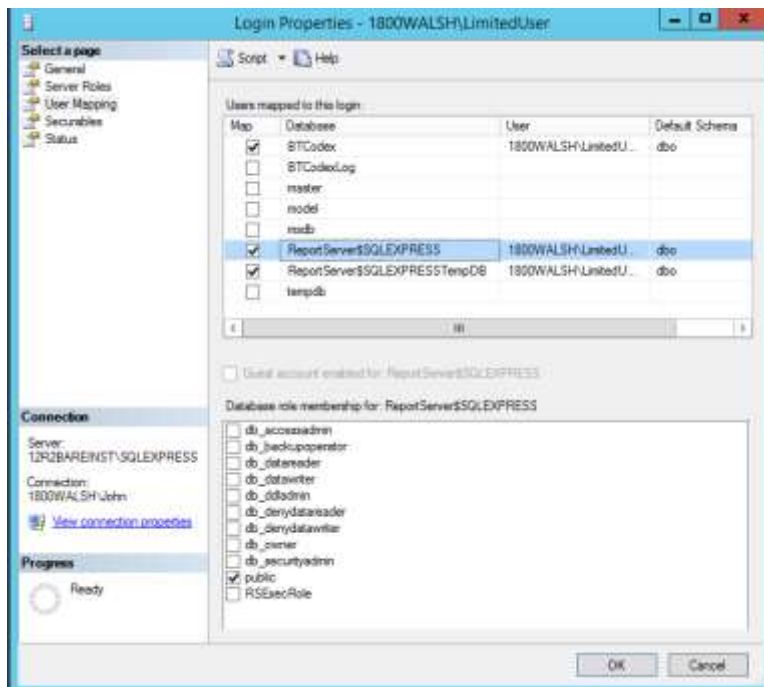 Login Properties - 1800WALSH\LimitedUser
Select a page
General
Server Roles
User Mapping
Securables
Status
Script Help
Users mapped to this login:
Map Database User Default Schema
BTCodex 1800WALSH\LimitedU... dbo
BTCodexLog
master
model
msdb
ReportServer$SQLEXPRESS 1800WALSH\LimitedU... dbo
ReportServer$SQLEXPRESSTempDB 1800WALSH\LimitedU... dbo
tempdb
Guest account enabled for: ReportServer$SQLEXPRESS
Database role membership for: ReportServer$SQLEXPRESS
db_accessadmin
db_backupoperator
db_datareader
db_datawriter
db_ddladmin
db_denydatareader
db_denydatawriter
db_owner
db_securityadmin
public
RSExecRole
Connection
Server:
12R2BAREINST\SQLEXPRESS
Connection:
1800WALSH\John
View connection properties
Progress
Ready
OK Cancel